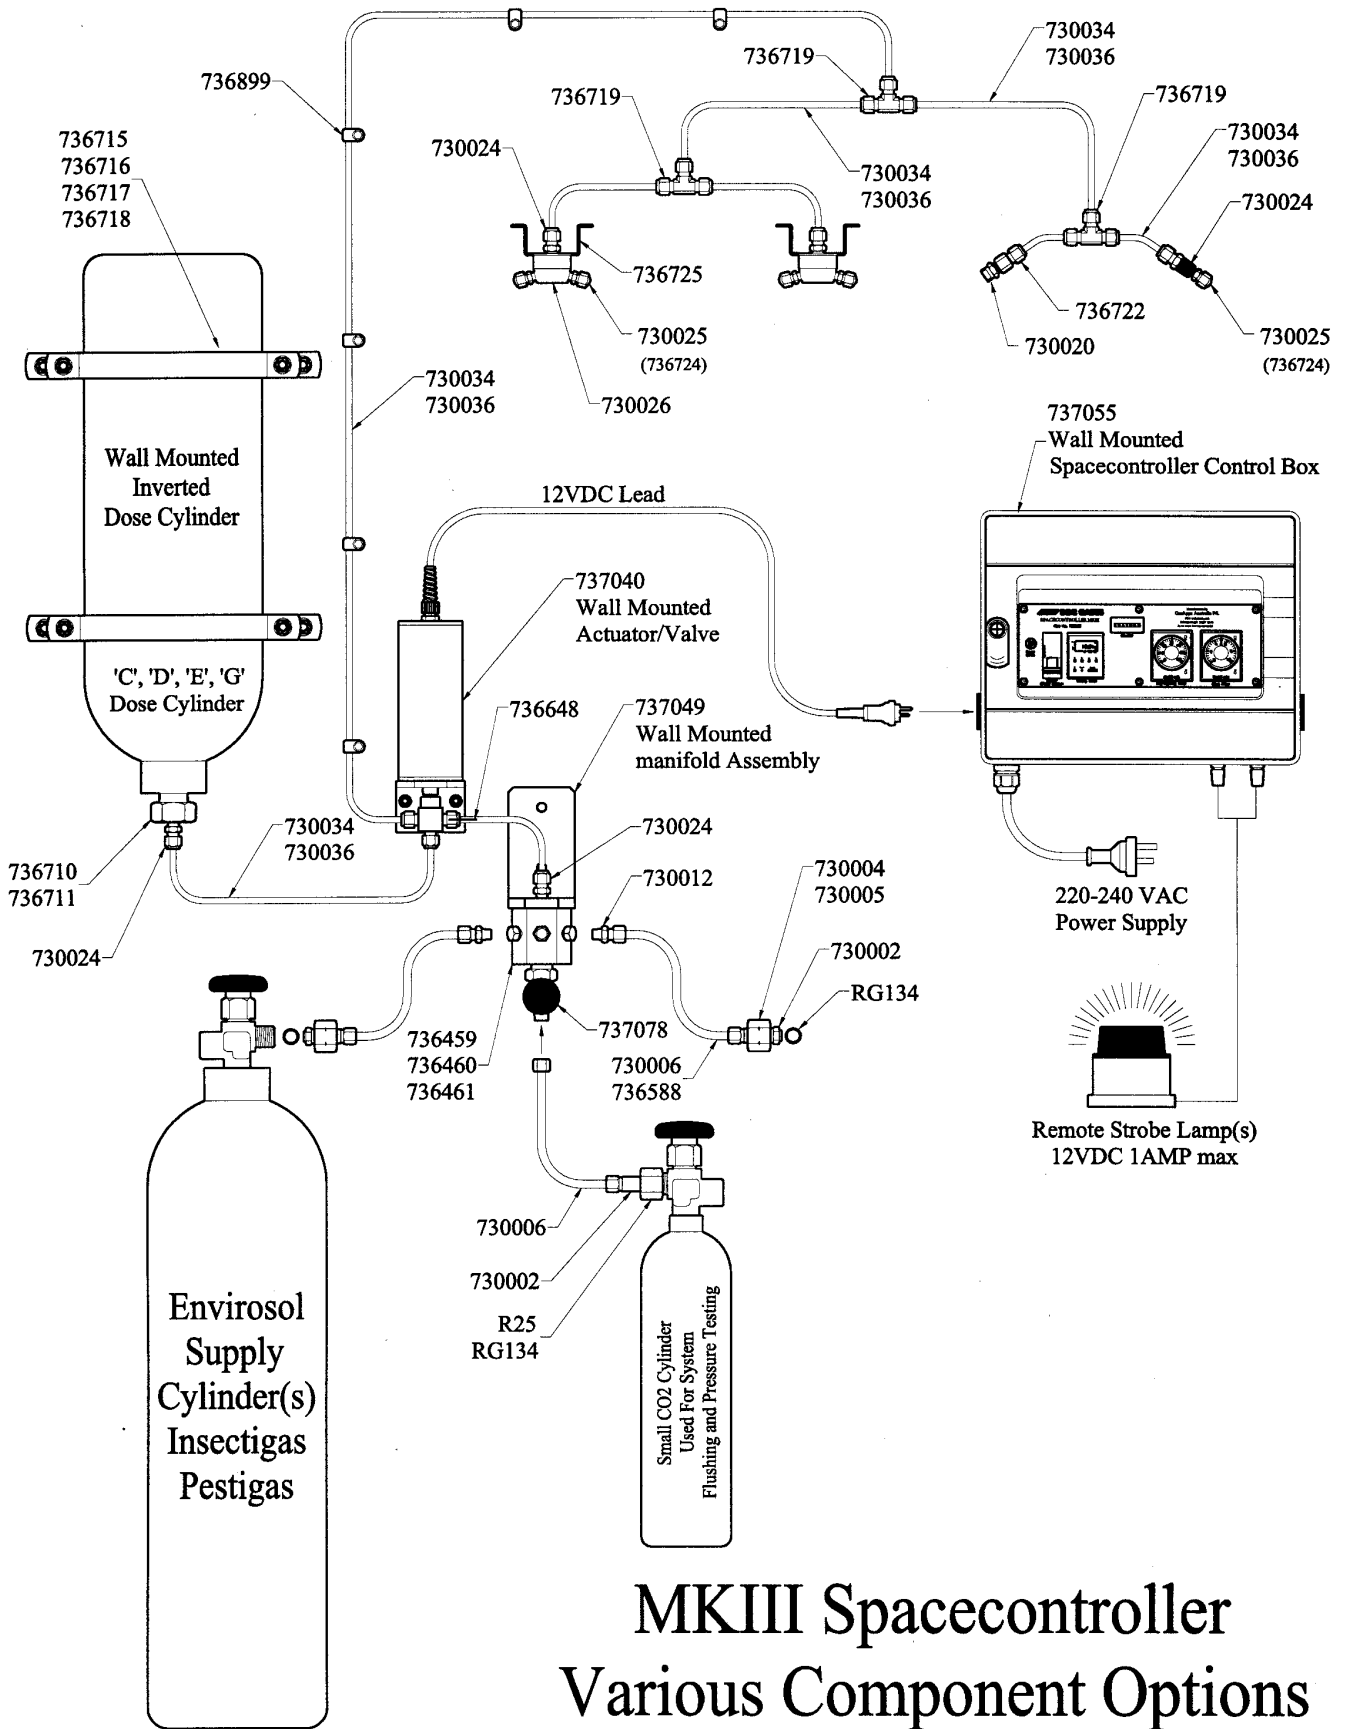 730034
730036
736719
736899
736719
736719
736715
736716
736717
736718
730024
730034
730036
730034
730036
730024
736725
736722
730025
(736724)
730020
730025
(736724)
730034
730036
730026
737055
Wall Mounted
Spacecontroller Control Box
Wall Mounted
Inverted
Dose Cylinder
12VDC Lead
737040
Wall Mounted
Actuator/Valve
'C', 'D', 'E', 'G'
Dose Cylinder
736648
737049
Wall Mounted
manifold Assembly
730034
730036
730024
736710
736711
730012
730004
730005
220-240 VAC
Power Supply
730024
730002
RG134
736459
736460
736461
737078
730006
736588
Remote Strobe Lamp(s)
12VDC 1AMP max
730006
730002
R25
RG134
Envirosol
Supply
Cylinder(s)
Insectigas
Pestigas
Small CO2 Cylinder
Used For System
Flushing and Pressure Testing
MKIII Spacecontroller
Various Component Options